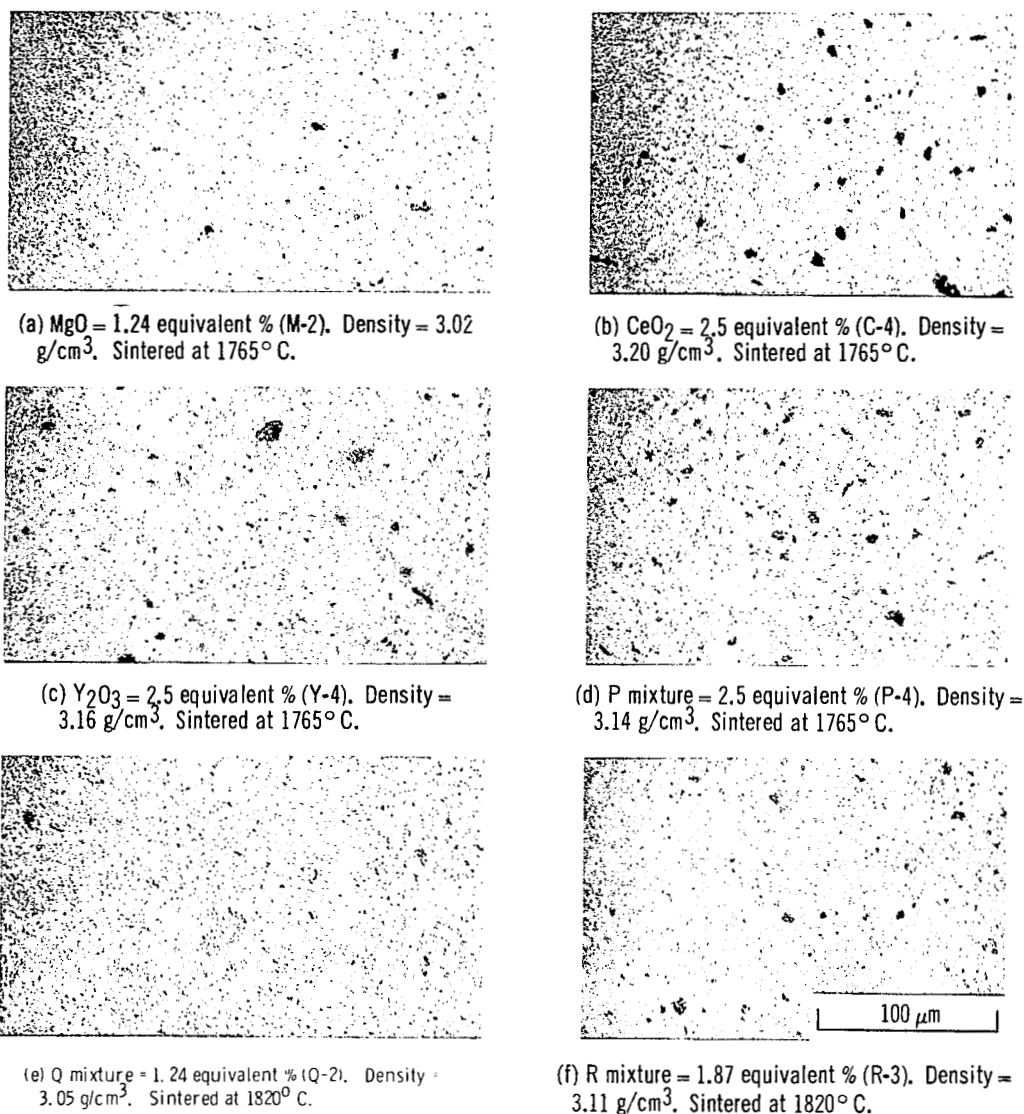 (a) MgO = 1.24 equivalent % (M-2). Density = 3.02
g/cm³. Sintered at 1765° C.
(b) CeO₂ = 2.5 equivalent % (C-4). Density =
3.20 g/cm³. Sintered at 1765° C.
(c) Y₂O₃ = 2.5 equivalent % (Y-4). Density =
3.16 g/cm³. Sintered at 1765° C.
(d) P mixture = 2.5 equivalent % (P-4). Density =
3.14 g/cm³. Sintered at 1765° C.
100 μm
(e) Q mixture = 1.24 equivalent % (Q-2). Density =
3.05 g/cm³. Sintered at 1820° C.
(f) R mixture = 1.87 equivalent % (R-3). Density =
3.11 g/cm³. Sintered at 1820° C.